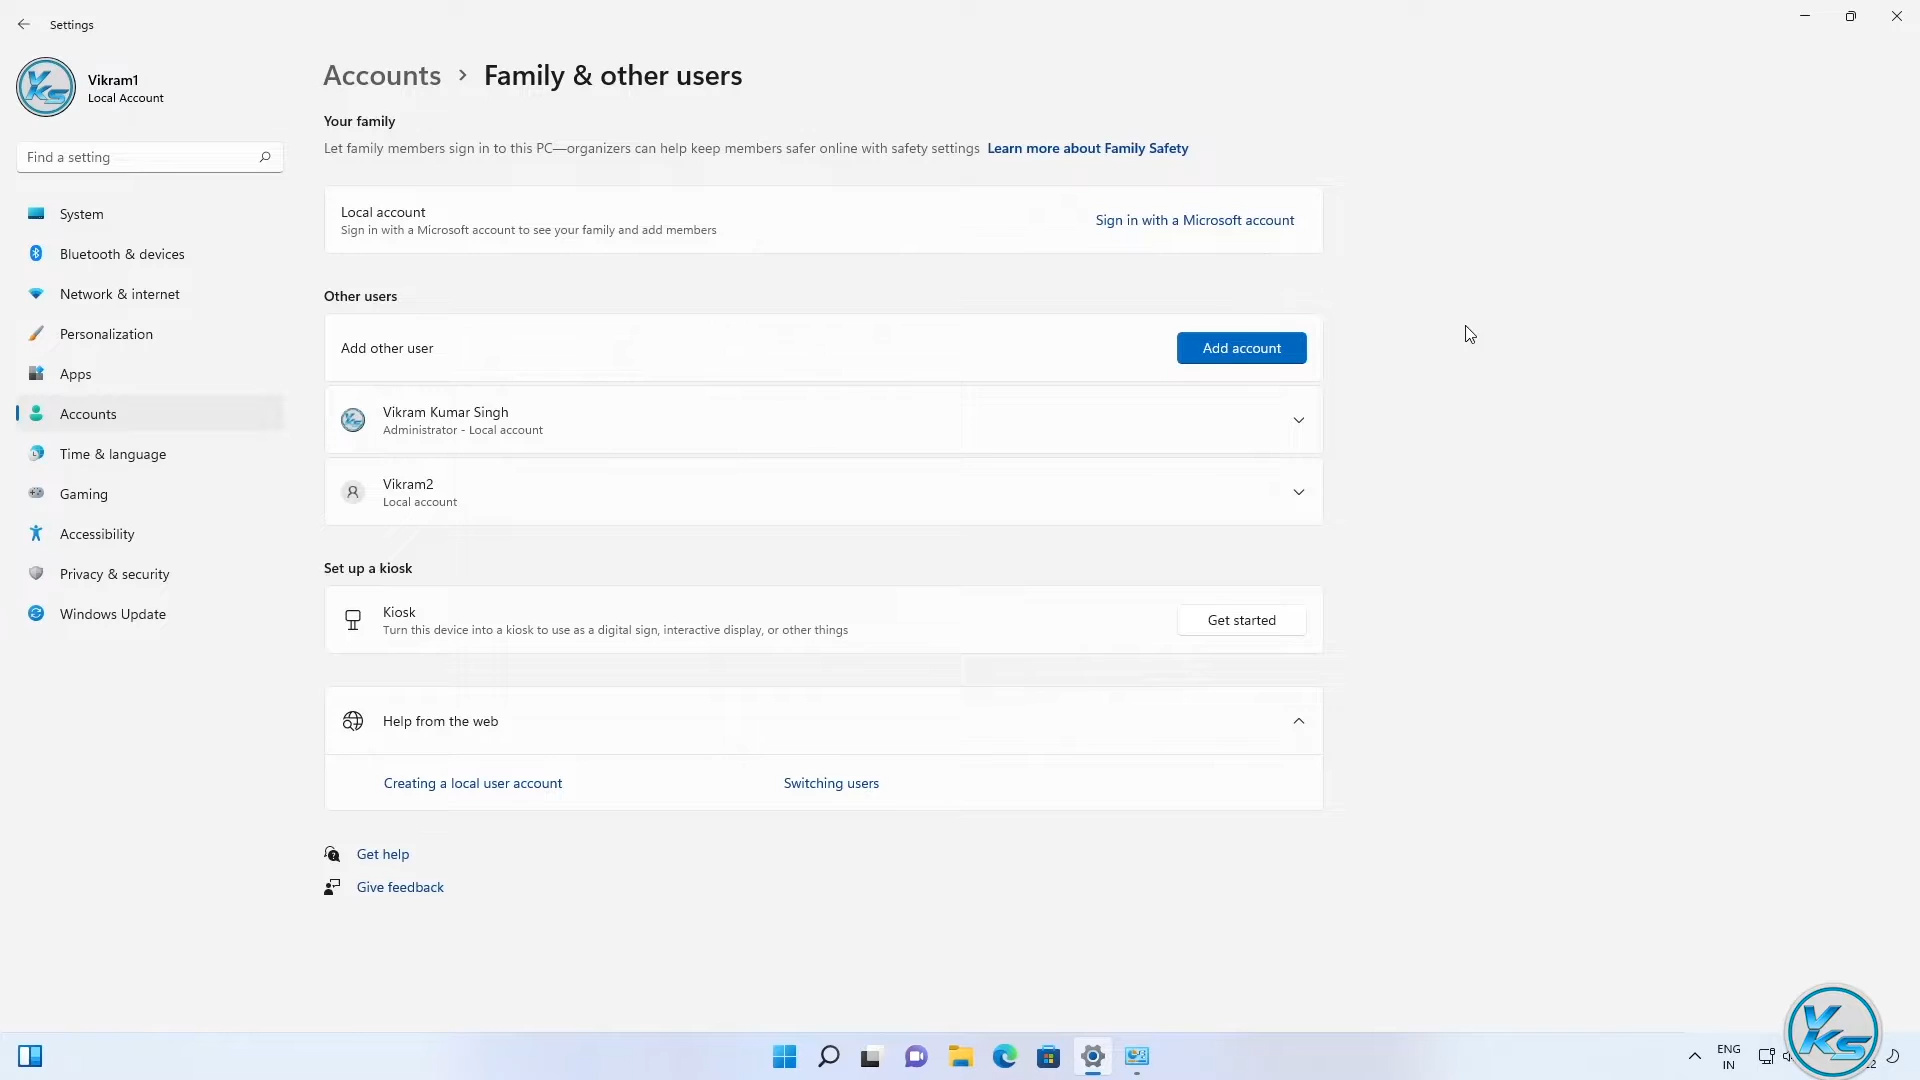 Settings
Vikram1
Local Account
Find a setting
System
Bluetooth & devices
Network & internet
Personalization
Apps
Accounts
Time & language
Gaming
Accessibility
Privacy & security
Windows Update
Accounts > Family & other users
Your family
Let family members sign in to this PC—organizers can help keep members safer online with safety settings Learn more about Family Safety
Local account
Sign in with a Microsoft account to see your family and add members
Sign in with a Microsoft account
Other users
Add other user
Add account
Vikram Kumar Singh
Administrator - Local account
Vikram2
Local account
Set up a kiosk
Kiosk
Turn this device into a kiosk to use as a digital sign, interactive display, or other things
Get started
Help from the web
Creating a local user account
Switching users
Get help
Give feedback
ENG
IN
VKS